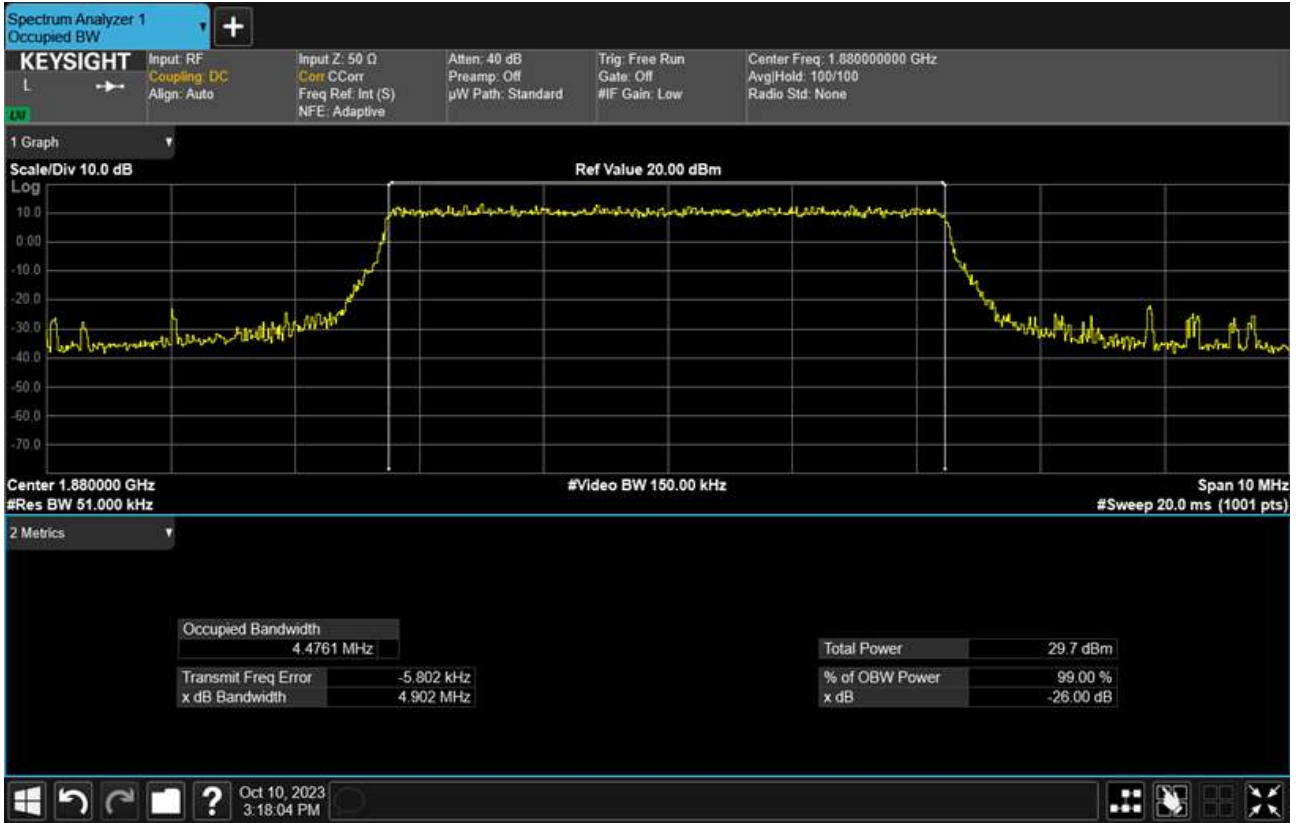 Spectrum Analyzer 1
Occupied BW
+
KEYSIGHT
L
LXI
Input: RF
Coupling: DC
Align: Auto
Input Z: 50 Ω
Corr CCorr
Freq Ref: Int (S)
NFE: Adaptive
Atten: 40 dB
Preamp: Off
µW Path: Standard
Trig: Free Run
Gate: Off
#IF Gain: Low
Center Freq: 1.880000000 GHz
Avg|Hold: 100/100
Radio Std: None
1 Graph
Scale/Div 10.0 dB
Ref Value 20.00 dBm
Log
10.0
0.00
-10.0
-20.0
-30.0
-40.0
-50.0
-60.0
-70.0
Center 1.880000 GHz
#Video BW 150.00 kHz
Span 10 MHz
#Res BW 51.000 kHz
#Sweep 20.0 ms (1001 pts)
2 Metrics
Occupied Bandwidth
4.4761 MHz
Total Power 29.7 dBm
Transmit Freq Error -5.802 kHz
% of OBW Power 99.00 %
x dB Bandwidth 4.902 MHz
x dB -26.00 dB
?
Oct 10, 2023
3:18:04 PM